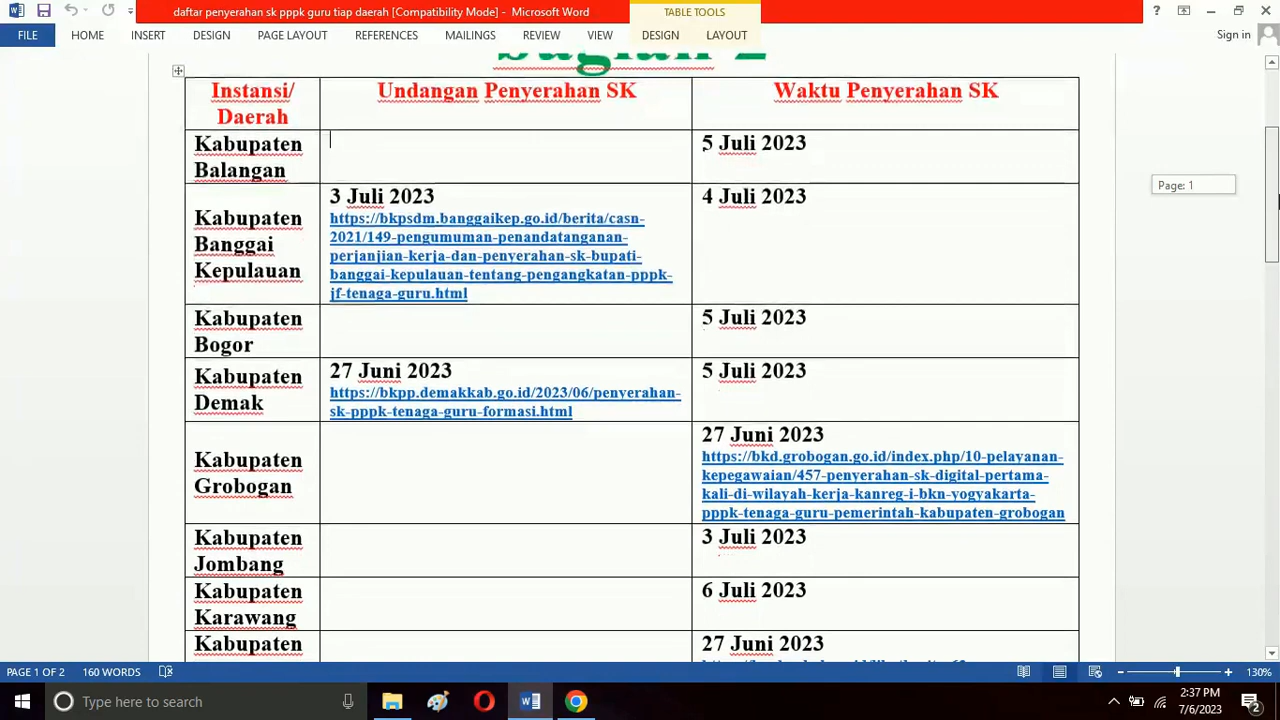 daftar penyerahan sk pppk guru tiap daerah [Compatibility Mode] - Microsoft Word
TABLE TOOLS
FILE HOME INSERT DESIGN PAGE LAYOUT REFERENCES MAILINGS REVIEW VIEW DESIGN LAYOUT
Sign in
Bagian 2
Instansi/
Daerah
Undangan Penyerahan SK
Waktu Penyerahan SK
Kabupaten
Balangan
5 Juli 2023
Kabupaten
Banggai
Kepulauan
3 Juli 2023
https://bkpsdm.banggaikep.go.id/berita/casn-
2021/149-pengumuman-penandatanganan-
perjanjian-kerja-dan-penyerahan-sk-bupati-
banggai-kepulauan-tentang-pengangkatan-pppk-
jf-tenaga-guru.html
4 Juli 2023
Kabupaten
Bogor
5 Juli 2023
Kabupaten
Demak
27 Juni 2023
https://bkpp.demakkab.go.id/2023/06/penyerahan-
sk-pppk-tenaga-guru-formasi.html
5 Juli 2023
Kabupaten
Grobogan
27 Juni 2023
https://bkd.grobogan.go.id/index.php/10-pelayanan-
kepegawaian/457-penyerahan-sk-digital-pertama-
kali-di-wilayah-kerja-kanreg-i-bkn-yogyakarta-
pppk-tenaga-guru-pemerintah-kabupaten-grobogan
Kabupaten
Jombang
3 Juli 2023
Kabupaten
Karawang
6 Juli 2023
Kabupaten
27 Juni 2023
Page: 1
PAGE 1 OF 2 160 WORDS
130%
Type here to search
2:37 PM
7/6/2023
2